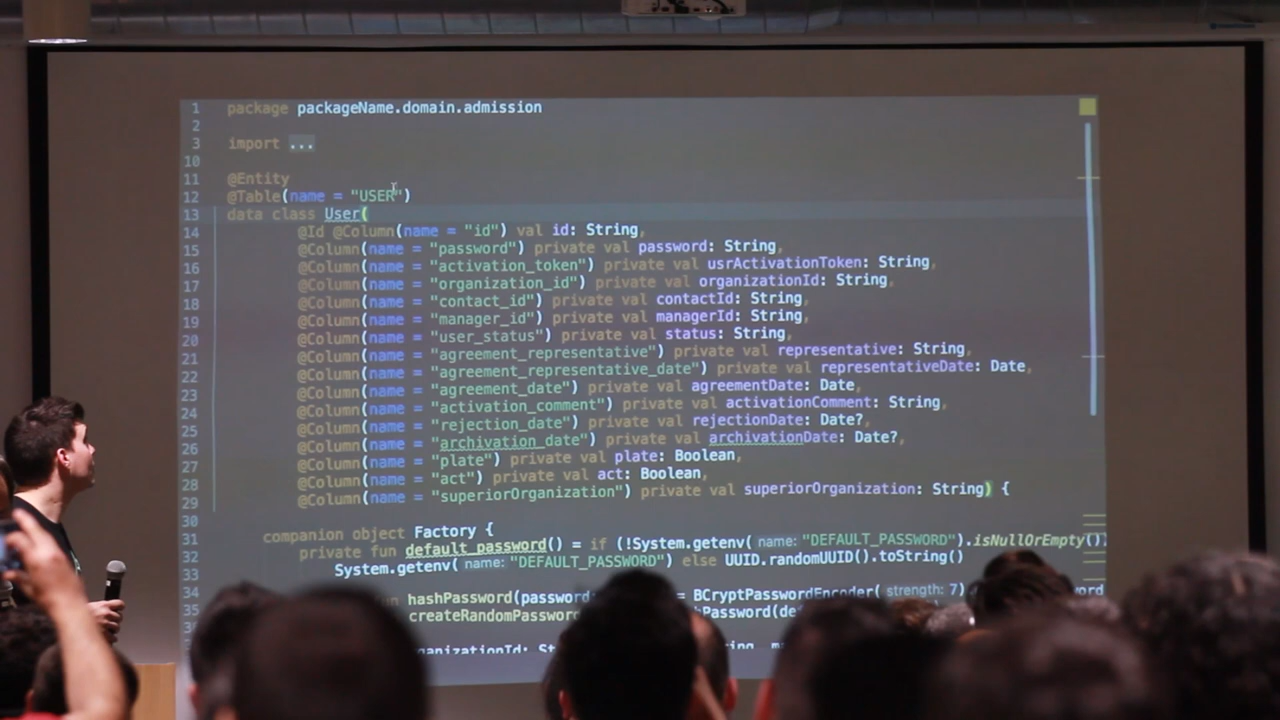 1 package packageName.domain.admission
2
3 import ...
10
11 @Entity
12 @Table(name = "USER")
13 data class User(
14 @Id @Column(name = "id") val id: String,
15 @Column(name = "password") private val password: String,
16 @Column(name = "activation_token") private val usrActivationToken: String,
17 @Column(name = "organization_id") private val organizationId: String,
18 @Column(name = "contact_id") private val contactId: String,
19 @Column(name = "manager_id") private val managerId: String,
20 @Column(name = "user_status") private val status: String,
21 @Column(name = "agreement_representative") private val representative: String,
22 @Column(name = "agreement_representative_date") private val representativeDate: Date,
23 @Column(name = "agreement_date") private val agreementDate: Date,
24 @Column(name = "activation_comment") private val activationComment: String,
25 @Column(name = "rejection_date") private val rejectionDate: Date?,
26 @Column(name = "archivation_date") private val archivationDate: Date?,
27 @Column(name = "plate") private val plate: Boolean,
28 @Column(name = "act") private val act: Boolean,
29 @Column(name = "superiorOrganization") private val superiorOrganization: String) {
30
31 companion object Factory {
32 private fun default_password() = if (!System.getenv( name: "DEFAULT_PASSWORD").isNullOrEmpty())
33 System.getenv( name: "DEFAULT_PASSWORD") else UUID.randomUUID().toString()
34 hashPassword(password = BCryptPasswordEncoder( strength: 7)
35